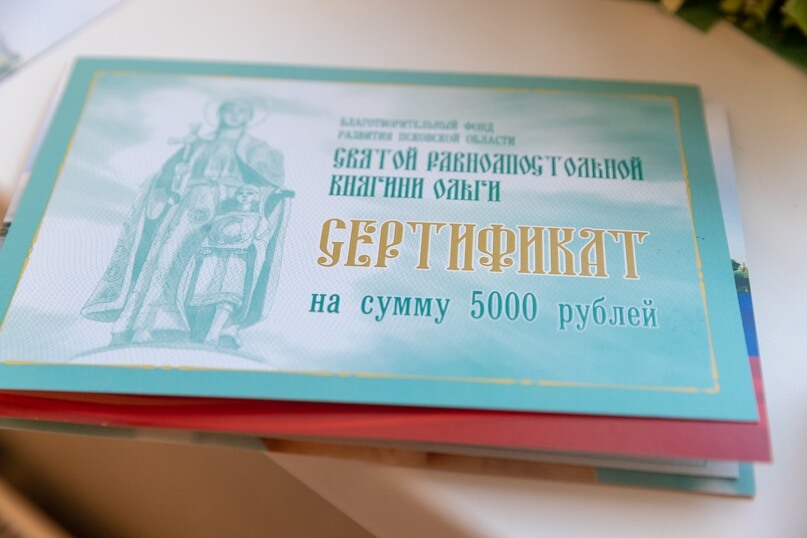 БЛАГОТВОРИТЕЛЬНЫЙ ФОНД
РАЗВИТИЯ ПСКОВСКОЙ ОБЛАСТИ
СВЯТОЙ РАВНОАПОСТОЛЬНОЙ
КНЯГИНИ ОЛЬГИ
СЕРТИФИКАТ
на сумму 5000 рублей